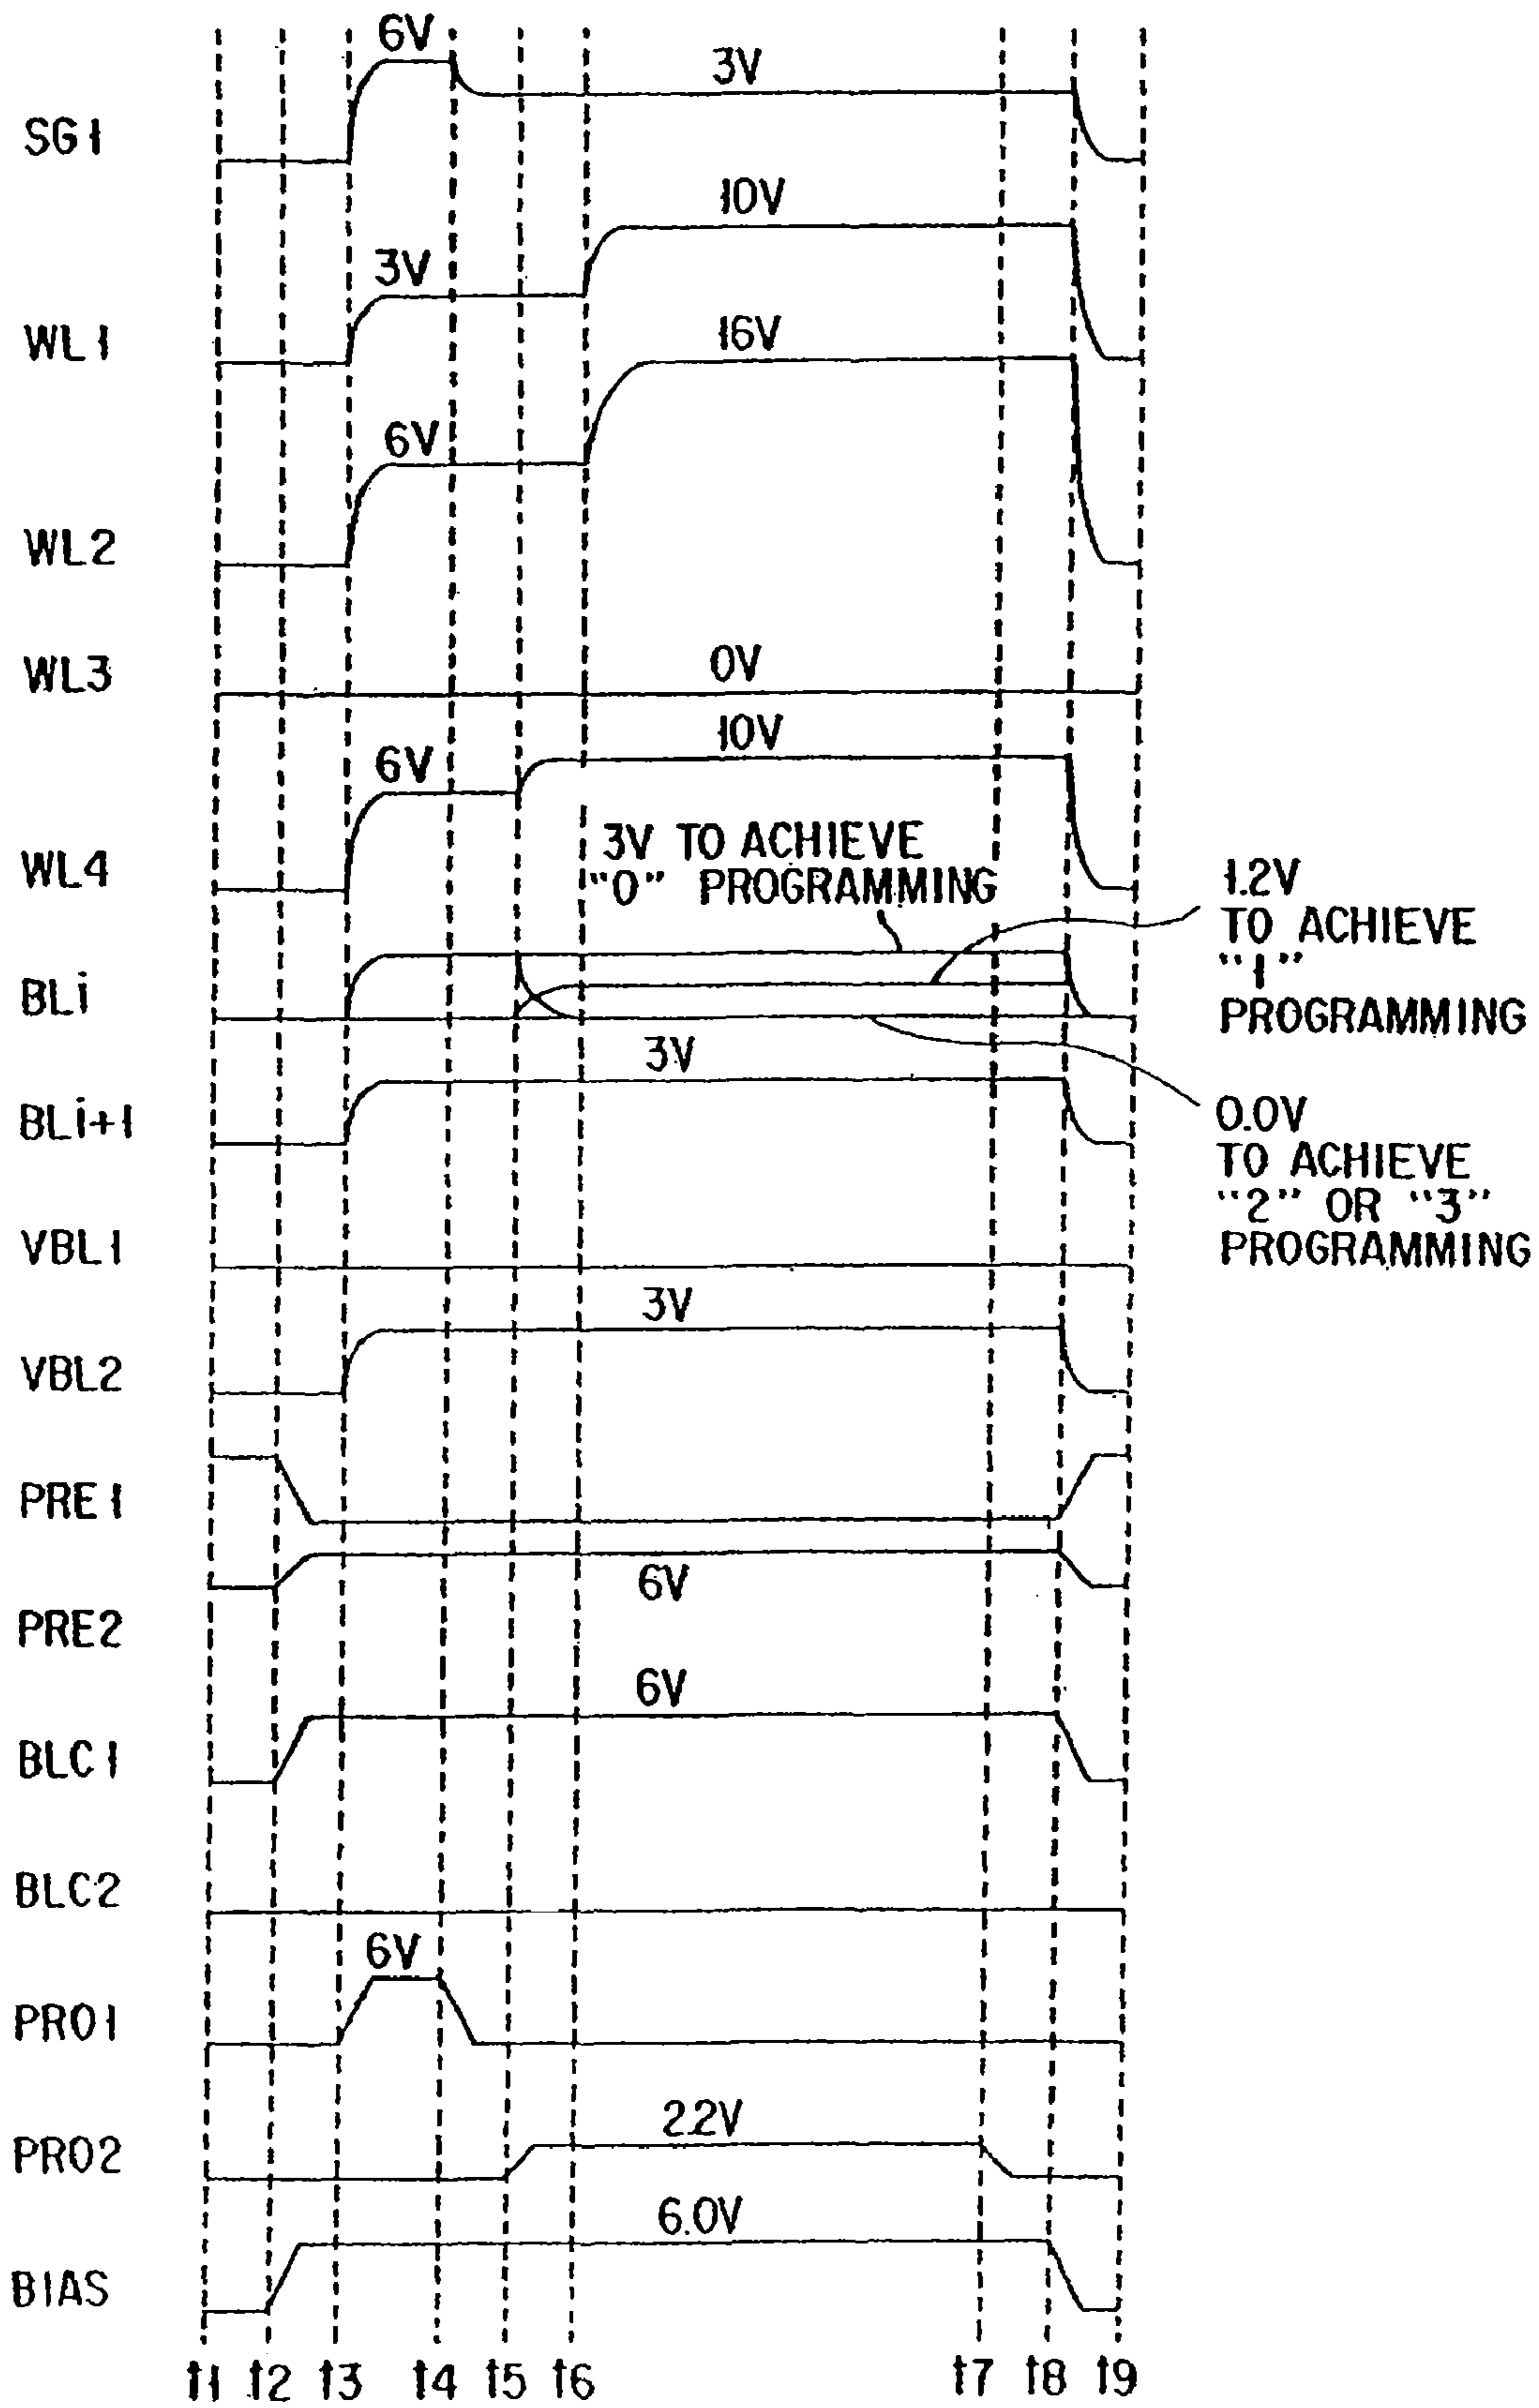 6V
3V
SG1
10V
3V
WL1
16V
6V
WL2
0V
WL3
10V
6V
WL4
3V TO ACHIEVE
"0" PROGRAMMING
1.2V
TO ACHIEVE
"1"
PROGRAMMING
BLi
3V
BLi+1
0.0V
TO ACHIEVE
"2" OR "3"
PROGRAMMING
VBL1
3V
VBL2
PRE1
6V
PRE2
6V
BLC1
BLC2
6V
PRO1
2.2V
PRO2
6.0V
BIAS
t1 t2 t3 t4 t5 t6 t7 t8 t9